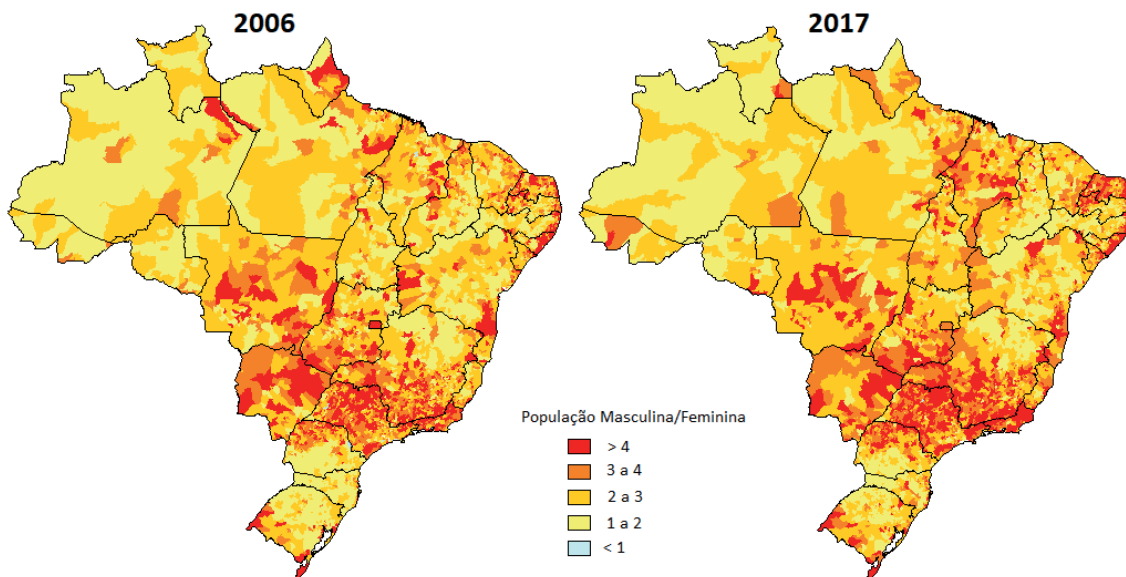 2006
2017
População Masculina/Feminina
> 4
3 a 4
2 a 3
1 a 2
< 1